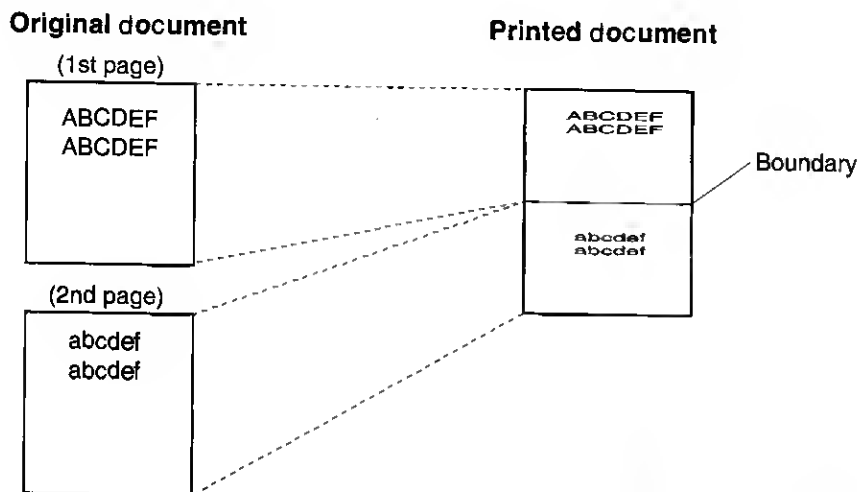 Original document
(1st page)
ABCDEF
ABCDEF
(2nd page)
abcdef
abcdef
Printed document
ABCDEF
ABCDEF
Boundary
abcdef
abcdef